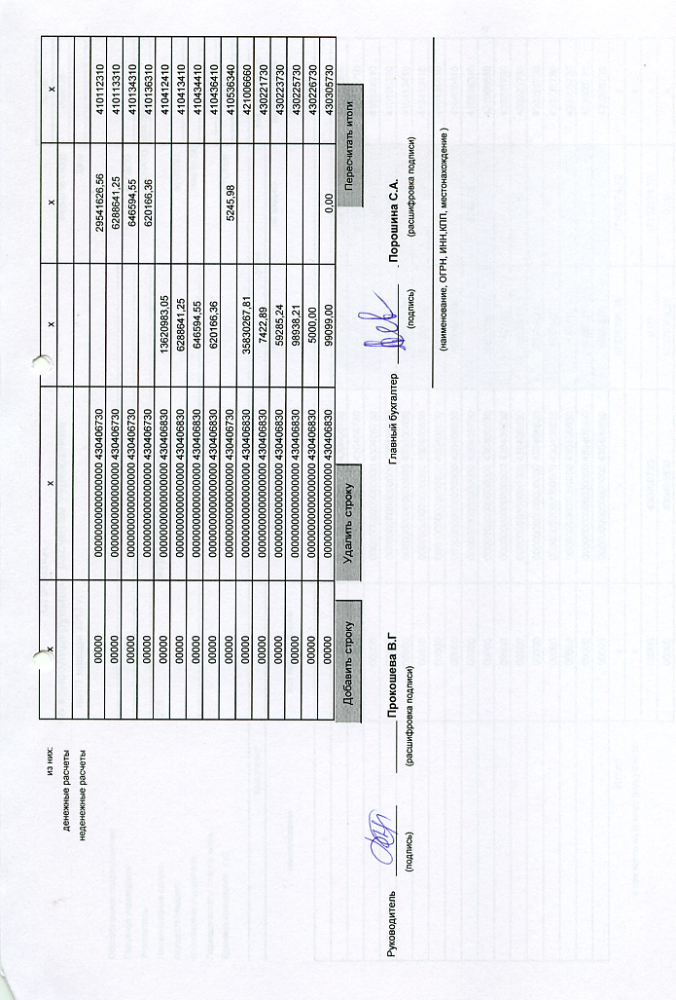 из них: x x x x x
денежные расчеты
неденежные расчеты
00000 00000000000000000 430406730 29541626,56 410112310
00000 00000000000000000 430406730 6288641,25 410113310
00000 00000000000000000 430406730 646594,55 410134310
00000 00000000000000000 430406730 620166,36 410136310
00000 00000000000000000 430406830 13620983,05 410412410
00000 00000000000000000 430406830 6288641,25 410413410
00000 00000000000000000 430406830 646594,55 410434410
00000 00000000000000000 430406830 620166,36 410436410
00000 00000000000000000 430406730 5245,98 410536340
00000 00000000000000000 430406830 35830267,81 421006660
00000 00000000000000000 430406830 7422,89 430221730
00000 00000000000000000 430406830 59285,24 430223730
00000 00000000000000000 430406830 98938,21 430225730
00000 00000000000000000 430406830 5000,00 430226730
00000 00000000000000000 430406830 99099,00 0,00 430305730
Добавить строку Удалить строку Пересчитать итоги
Руководитель Прокошева В.Г Главный бухгалтер Порошина С.А.
(подпись) (расшифровка подписи) (подпись) (расшифровка подписи)
(наименование, ОГРН, ИНН,КПП, местонахождение )